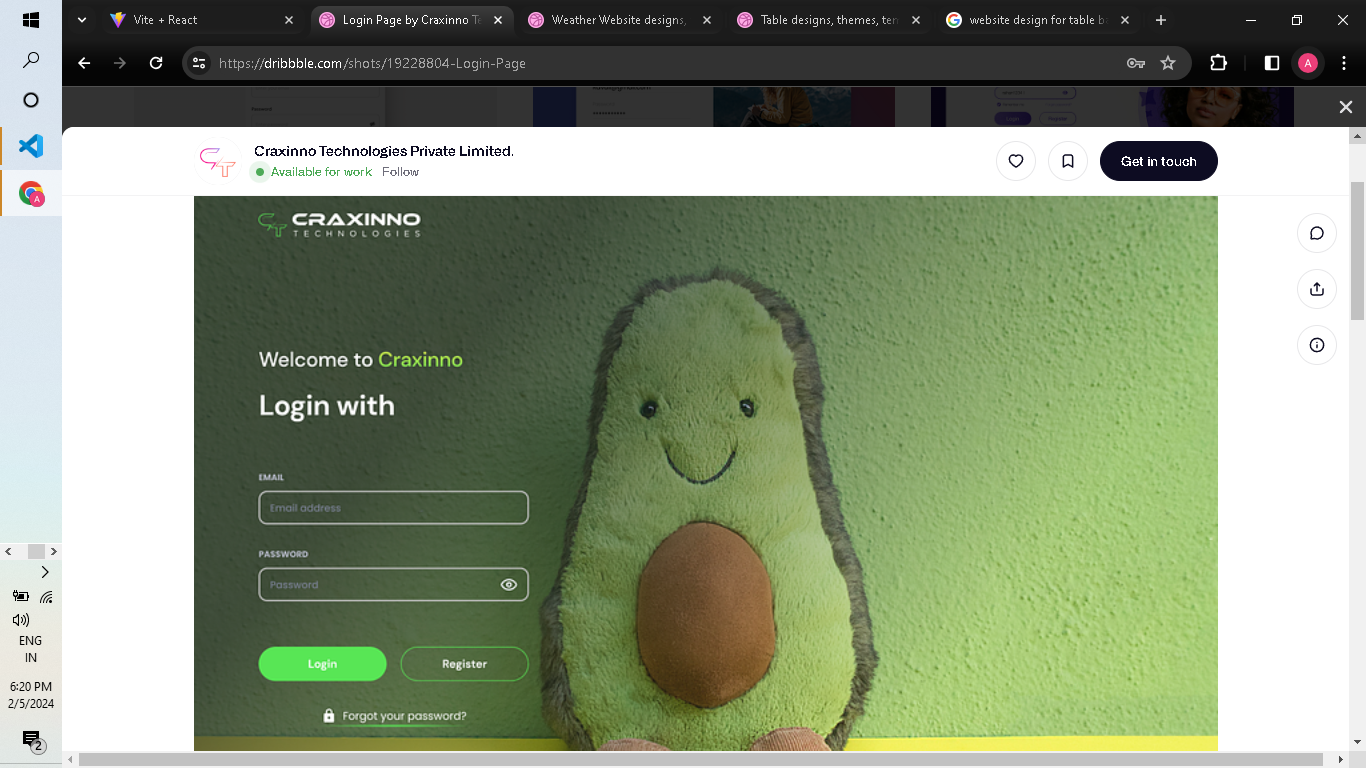 Vite + React
Login Page by Craxinno Te
Weather Website designs,
Table designs, themes, ten
website design for table ba
https://dribbble.com/shots/19228804-Login-Page
A
Craxinno Technologies Private Limited.
Available for work Follow
Get in touch
CRAXINNO
TECHNOLOGIES
Welcome to Craxinno
Login with
EMAIL
Email address
PASSWORD
Password
Login
Register
Forgot your password?
A
ENG
IN
6:20 PM
2/5/2024
2